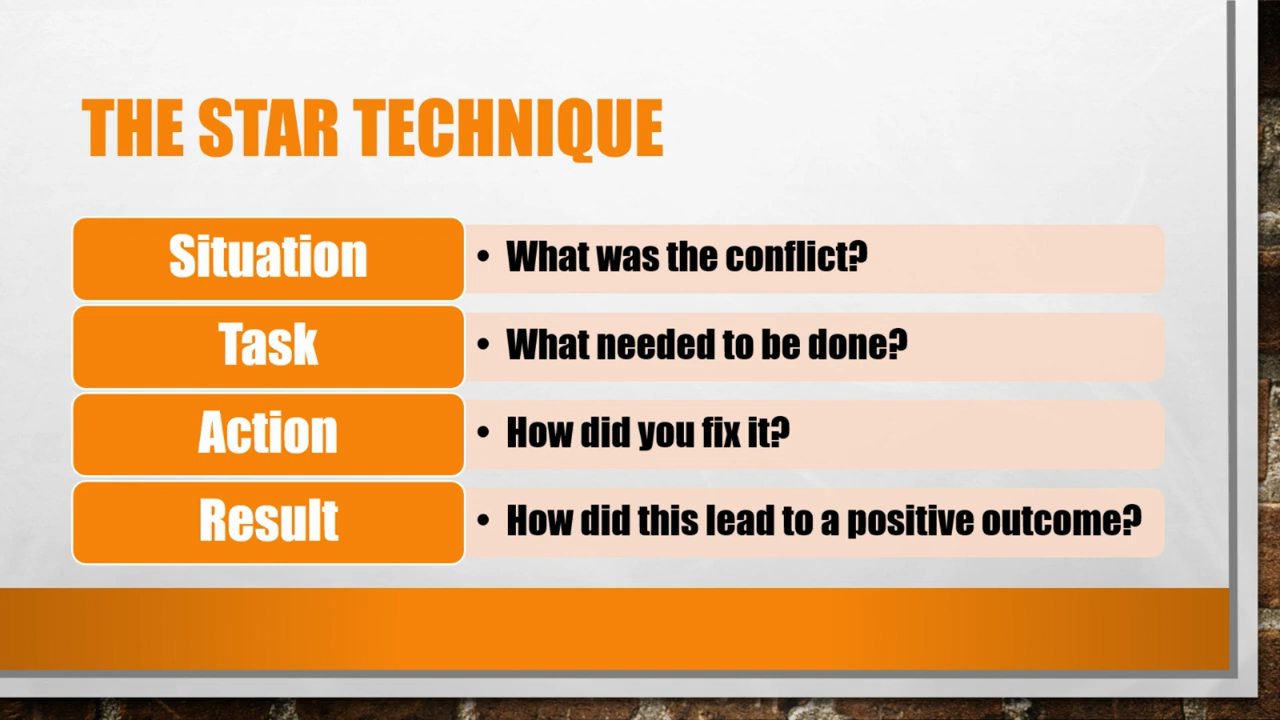 THE STAR TECHNIQUE
Situation
• What was the conflict?
Task
• What needed to be done?
Action
• How did you fix it?
Result
• How did this lead to a positive outcome?